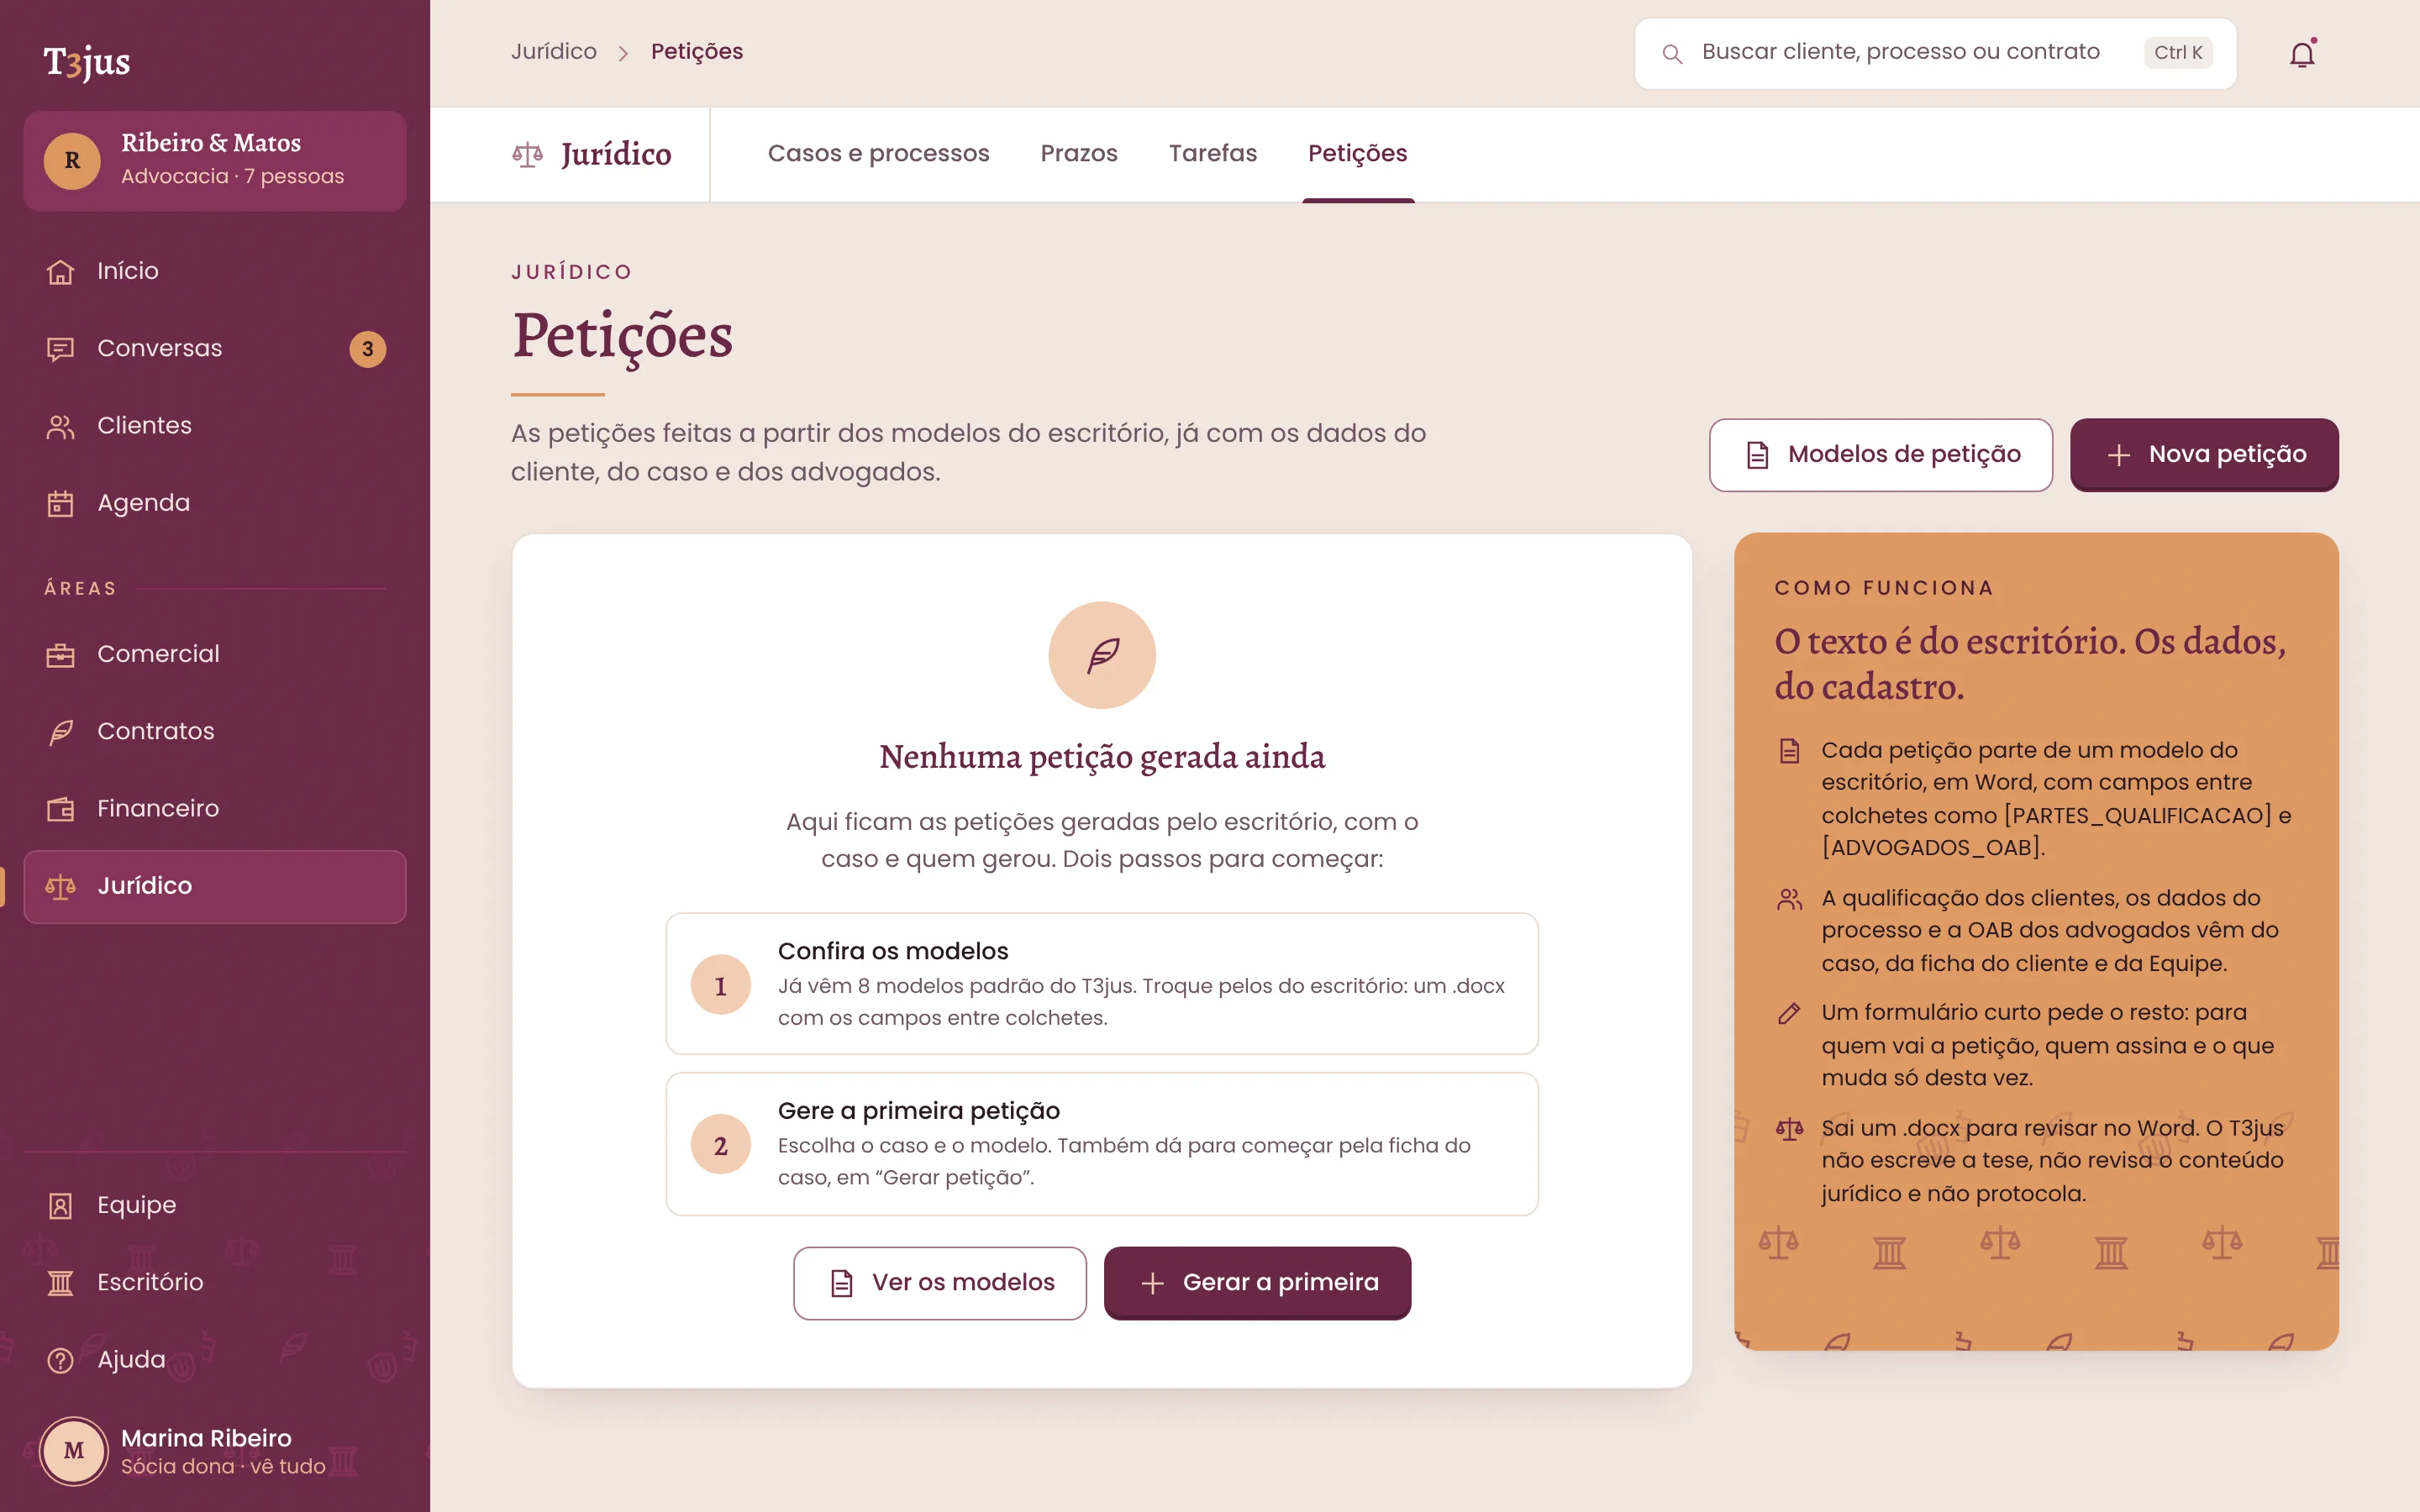 T3jus
R
Ribeiro & Matos
Advocacia · 7 pessoas
Início
Conversas
3
Clientes
Agenda
ÁREAS
Comercial
Contratos
Financeiro
Jurídico
Equipe
Escritório
Ajuda
M
Marina Ribeiro
Sócia dona · vê tudo
Jurídico
Petições
Buscar cliente, processo ou contrato
Ctrl K
Jurídico
Casos e processos
Prazos
Tarefas
Petições
JURÍDICO
Petições
As petições feitas a partir dos modelos do escritório, já com os dados do
cliente, do caso e dos advogados.
Modelos de petição
Nova petição
Nenhuma petição gerada ainda
Aqui ficam as petições geradas pelo escritório, com o
caso e quem gerou. Dois passos para começar:
1
Confira os modelos
Já vêm 8 modelos padrão do T3jus. Troque pelos do escritório: um .docx
com os campos entre colchetes.
2
Gere a primeira petição
Escolha o caso e o modelo. Também dá para começar pela ficha do
caso, em “Gerar petição”.
Ver os modelos
Gerar a primeira
COMO FUNCIONA
O texto é do escritório. Os dados,
do cadastro.
Cada petição parte de um modelo do
escritório, em Word, com campos entre
colchetes como [PARTES_QUALIFICACAO] e
[ADVOGADOS_OAB].
A qualificação dos clientes, os dados do
processo e a OAB dos advogados vêm do
caso, da ficha do cliente e da Equipe.
Um formulário curto pede o resto: para
quem vai a petição, quem assina e o que
muda só desta vez.
Sai um .docx para revisar no Word. O T3jus
não escreve a tese, não revisa o conteúdo
jurídico e não protocola.